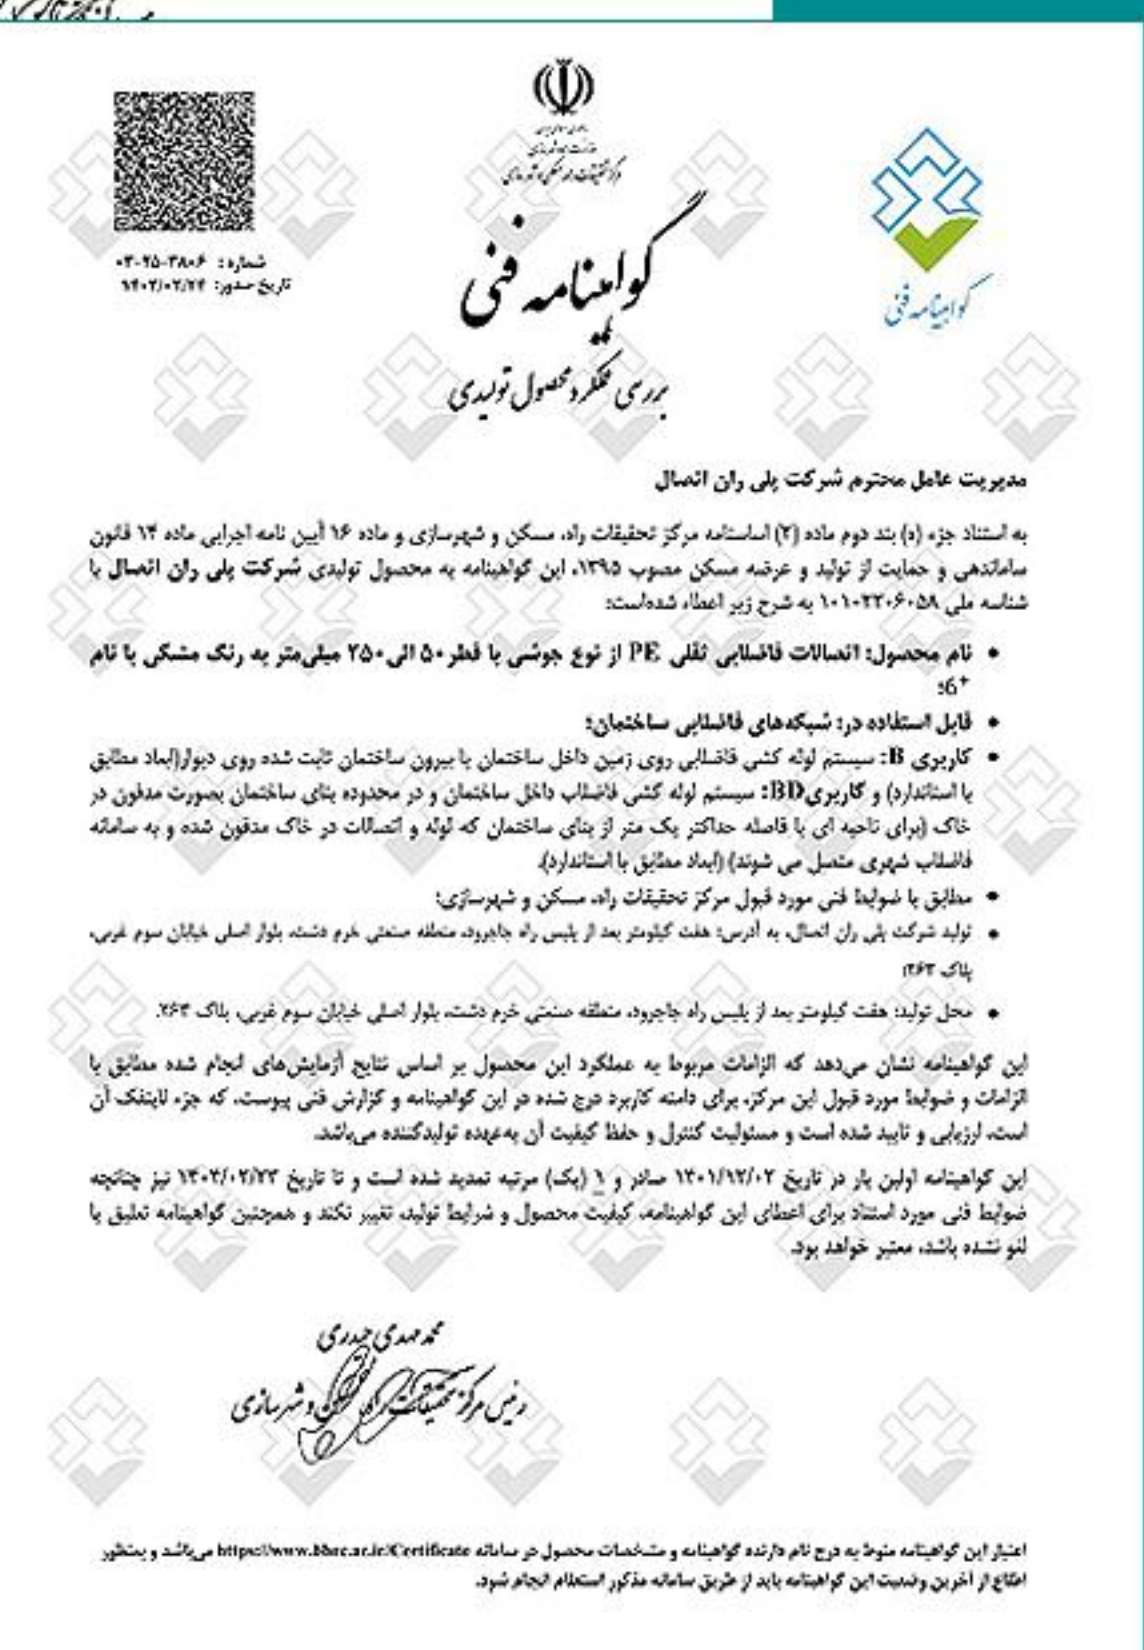 جمهوری اسلامی ایران
وزارت راه و شهرسازی
مرکز تحقیقات راه، مسکن و شهرسازی
گواهینامه فنی
گواهینامه فنی
بررسی عملکرد محصول تولیدی
شماره: ۰۳-۲۵-۳۸۰۶
تاریخ صدور: ۱۴۰۳/۰۲/۲۴
مدیریت عامل محترم شرکت پلی ران اتصال
به استناد جزء (ه) بند دوم ماده (۲) اساسنامه مرکز تحقیقات راه، مسکن و شهرسازی و ماده ۱۶ آیین نامه اجرایی ماده ۱۴ قانون
ساماندهی و حمایت از تولید و عرضه مسکن مصوب ۱۳۹۵، این گواهینامه به محصول تولیدی شرکت پلی ران اتصال با
شناسه ملی ۱۰۱۰۲۲۰۶۰۵۸ به شرح زیر اعطاء شده‌است:
• نام محصول: اتصالات فاضلابی ثقلی PE از نوع جوشی با قطر ۵۰ الی ۲۵۰ میلی‌متر به رنگ مشکی با نام
6+؛
• قابل استفاده در: شبکه‌های فاضلابی ساختمان؛
• کاربری B: سیستم لوله کشی فاضلابی روی زمین داخل ساختمان یا بیرون ساختمان ثابت شده روی دیوار(ابعاد مطابق
با استاندارد) و کاربریBD: سیستم لوله کشی فاضلاب داخل ساختمان و در محدوده بنای ساختمان بصورت مدفون در
خاک (برای ناحیه ای با فاصله حداکثر یک متر از بنای ساختمان که لوله و اتصالات در خاک مدفون شده و به سامانه
فاضلاب شهری متصل می شوند) (ابعاد مطابق با استاندارد).
• مطابق با ضوابط فنی مورد قبول مرکز تحقیقات راه، مسکن و شهرسازی؛
• تولید شرکت پلی ران اتصال، به آدرس: هفت کیلومتر بعد از پلیس راه جاجرود، منطقه صنعتی خرم دشت، بلوار اصلی خیابان سوم غربی،
پلاک ۲۶۳؛
• محل تولید: هفت کیلومتر بعد از پلیس راه جاجرود، منطقه صنعتی خرم دشت، بلوار اصلی خیابان سوم غربی، پلاک ۲۶۳.
این گواهینامه نشان می‌دهد که الزامات مربوط به عملکرد این محصول بر اساس نتایج آزمایش‌های انجام شده مطابق با
الزامات و ضوابط مورد قبول این مرکز، برای دامنه کاربرد درج شده در این گواهینامه و گزارش فنی پیوست، که جزء لاینفک آن
است، ارزیابی و تایید شده است و مسئولیت کنترل و حفظ کیفیت آن به‌عهده تولیدکننده می‌باشد.
این گواهینامه اولین بار در تاریخ ۱۴۰۱/۱۲/۰۲ صادر و ۱ (یک) مرتبه تمدید شده است و تا تاریخ ۱۴۰۴/۰۲/۲۳ نیز چنانچه
ضوابط فنی مورد استناد برای اعطای این گواهینامه، کیفیت محصول و شرایط تولید، تغییر نکند و همچنین گواهینامه تعلیق یا
لغو نشده باشد، معتبر خواهد بود.
محمد مهدی حیدری
رئیس مرکز تحقیقات راه، مسکن و شهرسازی
اعتبار این گواهینامه منوط به درج نام دارنده گواهینامه و مشخصات محصول در سامانه https://www.bhrc.ac.ir/Certificate می‌باشد و بمنظور
اطلاع از آخرین وضعیت این گواهینامه باید از طریق سامانه مذکور استعلام انجام شود.